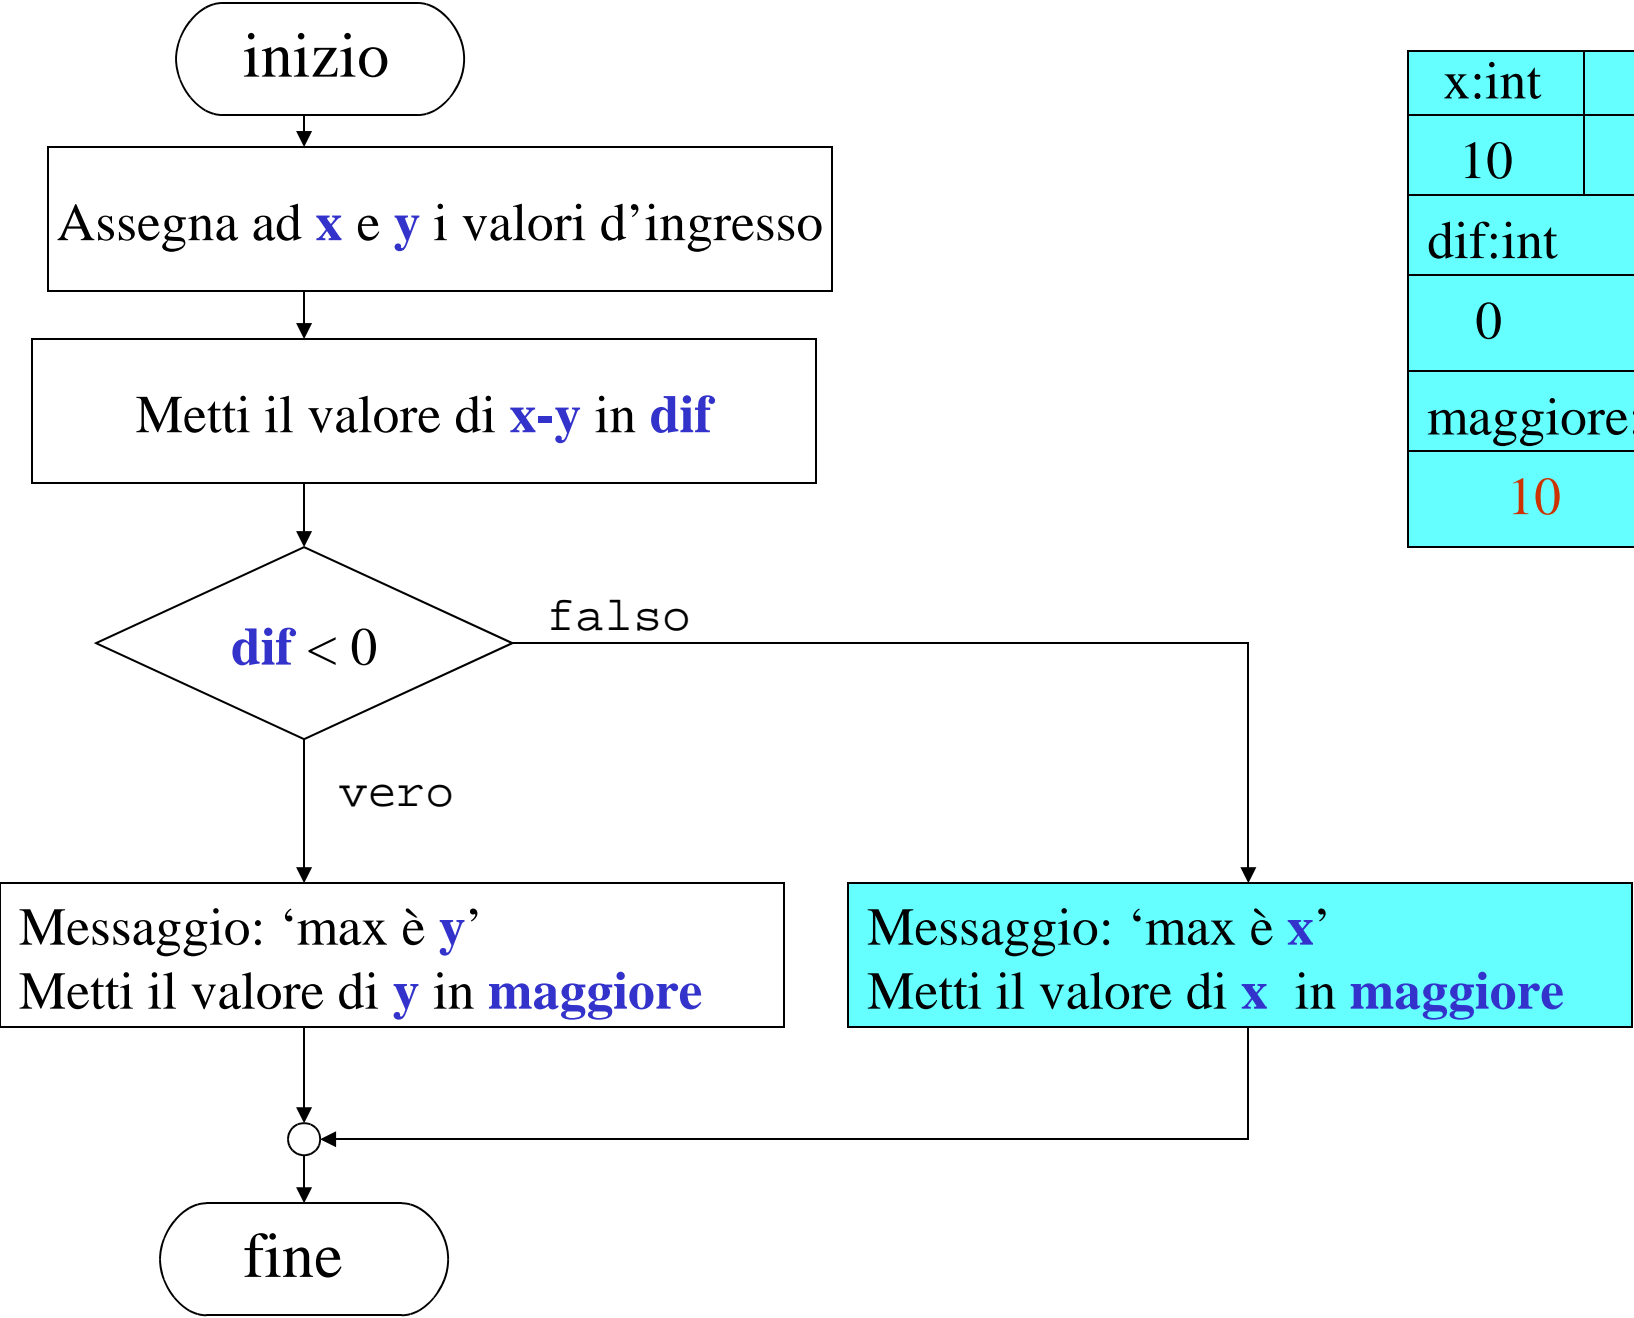 inizio
Assegna ad x e y i valori d’ingresso
Metti il valore di x-y in dif
dif < 0
falso
vero
Messaggio: ‘max è y’
Metti il valore di y in maggiore
Messaggio: ‘max è x’
Metti il valore di x in maggiore
fine
x:int
10
dif:int
0
maggiore:
10